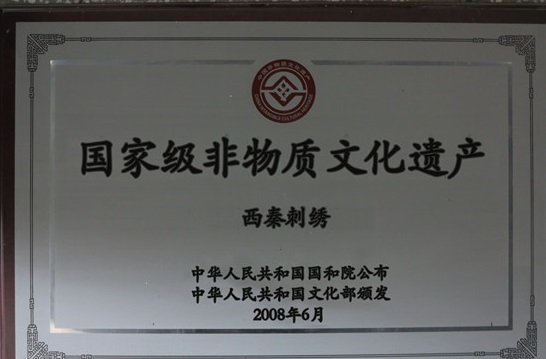 国家级非物质文化遗产
西秦刺绣
中华人民共和国国和院公布
中华人民共和国文化部颁发
2008年6月